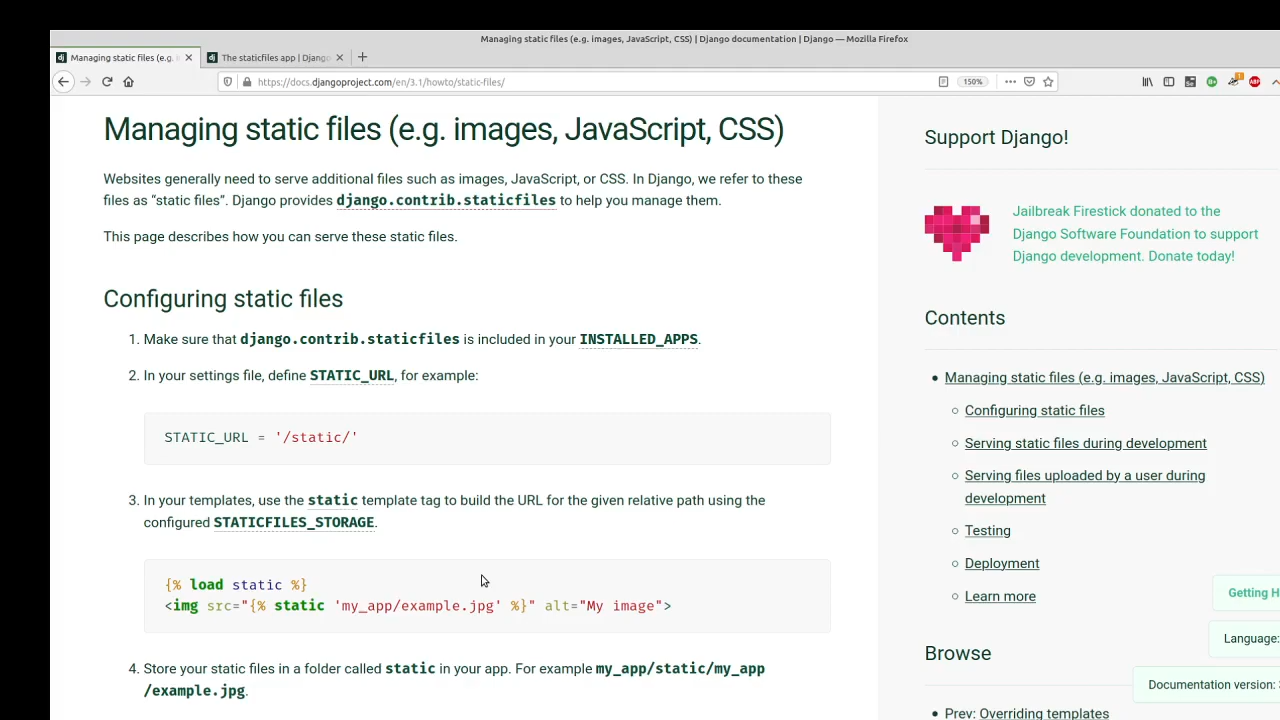 Managing static files (e.g. images, JavaScript, CSS) | Django documentation | Django — Mozilla Firefox
dj Managing static files (e.g.
dj The staticfiles app | Django
https://docs.djangoproject.com/en/3.1/howto/static-files/
150%
ABP
Managing static files (e.g. images, JavaScript, CSS)
Websites generally need to serve additional files such as images, JavaScript, or CSS. In Django, we refer to these
files as “static files”. Django provides django.contrib.staticfiles to help you manage them.
This page describes how you can serve these static files.
Configuring static files
1. Make sure that django.contrib.staticfiles is included in your INSTALLED_APPS.
2. In your settings file, define STATIC_URL, for example:
STATIC_URL = '/static/'
3. In your templates, use the static template tag to build the URL for the given relative path using the
configured STATICFILES_STORAGE.
{% load static %}
<img src="{% static 'my_app/example.jpg' %}" alt="My image">
4. Store your static files in a folder called static in your app. For example my_app/static/my_app
/example.jpg.
Support Django!
Jailbreak Firestick donated to the
Django Software Foundation to support
Django development. Donate today!
Contents
Managing static files (e.g. images, JavaScript, CSS)
Configuring static files
Serving static files during development
Serving files uploaded by a user during
development
Testing
Deployment
Learn more
Getting H
Language:
Browse
Documentation version:
Prev: Overriding templates